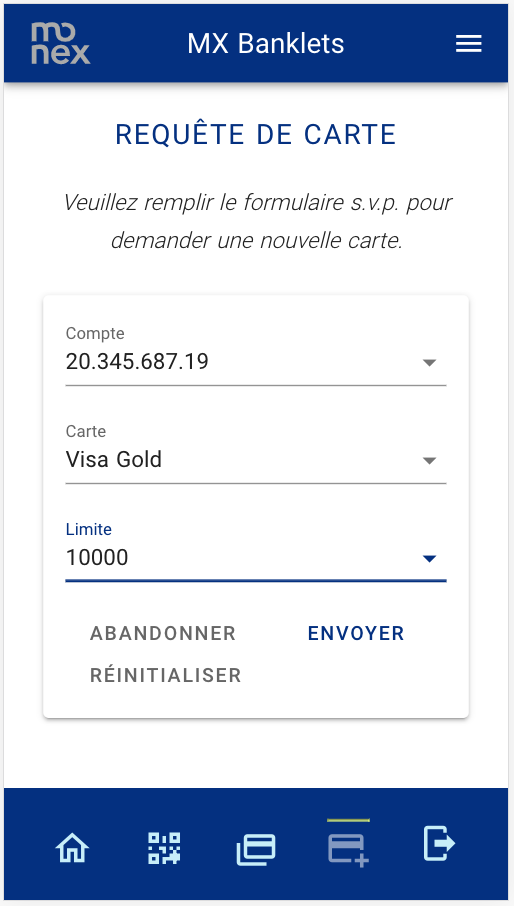 mo
nex
MX Banklets
REQUÊTE DE CARTE
Veuillez remplir le formulaire s.v.p. pour
demander une nouvelle carte.
Compte
20.345.687.19
Carte
Visa Gold
Limite
10000
ABANDONNER
ENVOYER
RÉINITIALISER